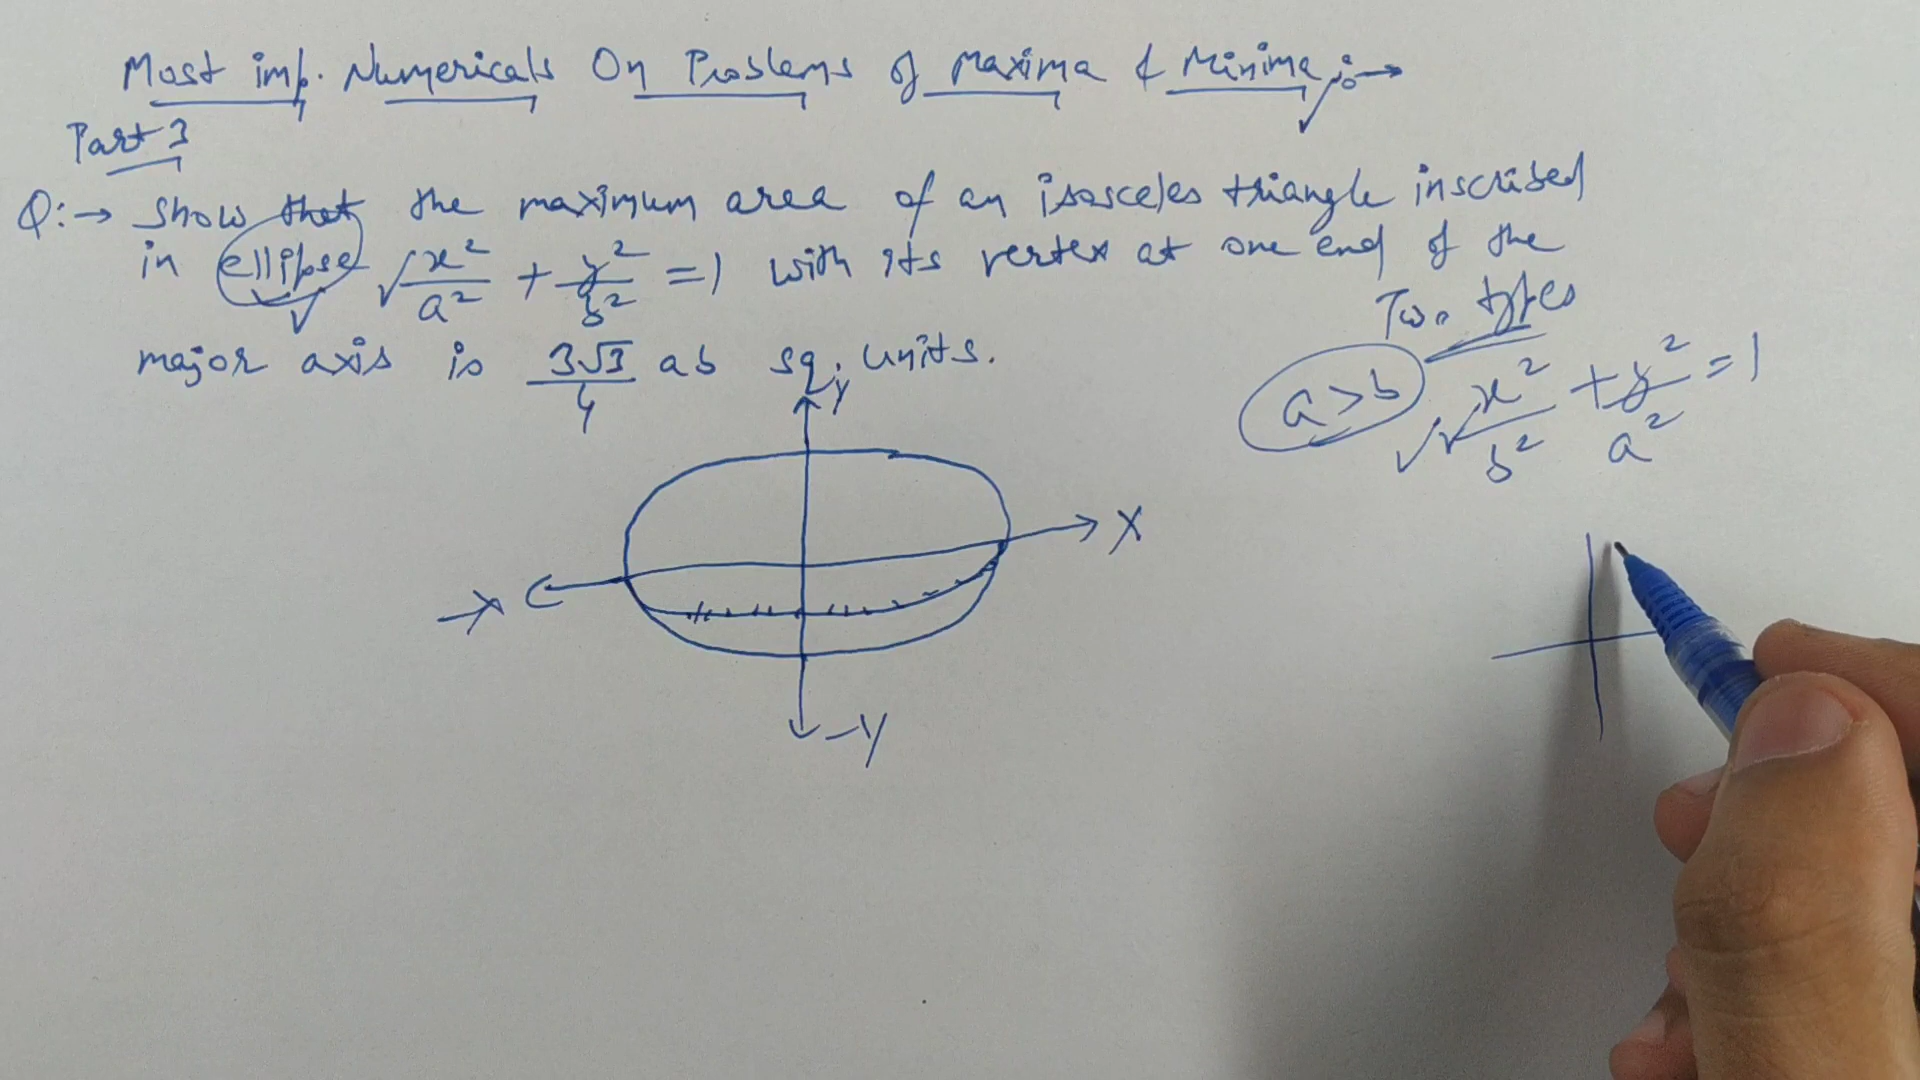 Most imp. Numericals On Problems of Maxima & Minima :→
Part 3
Q:→ Show that the maximum area of an isosceles triangle inscribed
in ellipse x²/a² + y²/b² = 1 with its vertex at one end of the
major axis is 3√3/4 ab sq. units.
Two types
a>b
x²/b² + y²/a² = 1
Y
X
-X
-Y